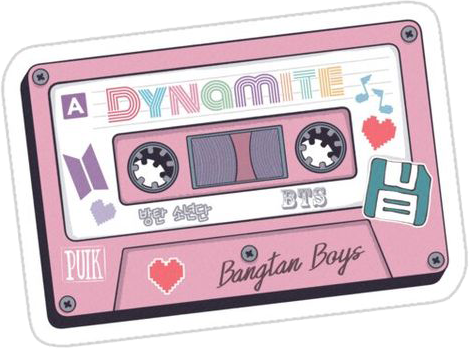 A DYNAMITE
방탄 소년단
BTS
PUIK
Bangtan Boys